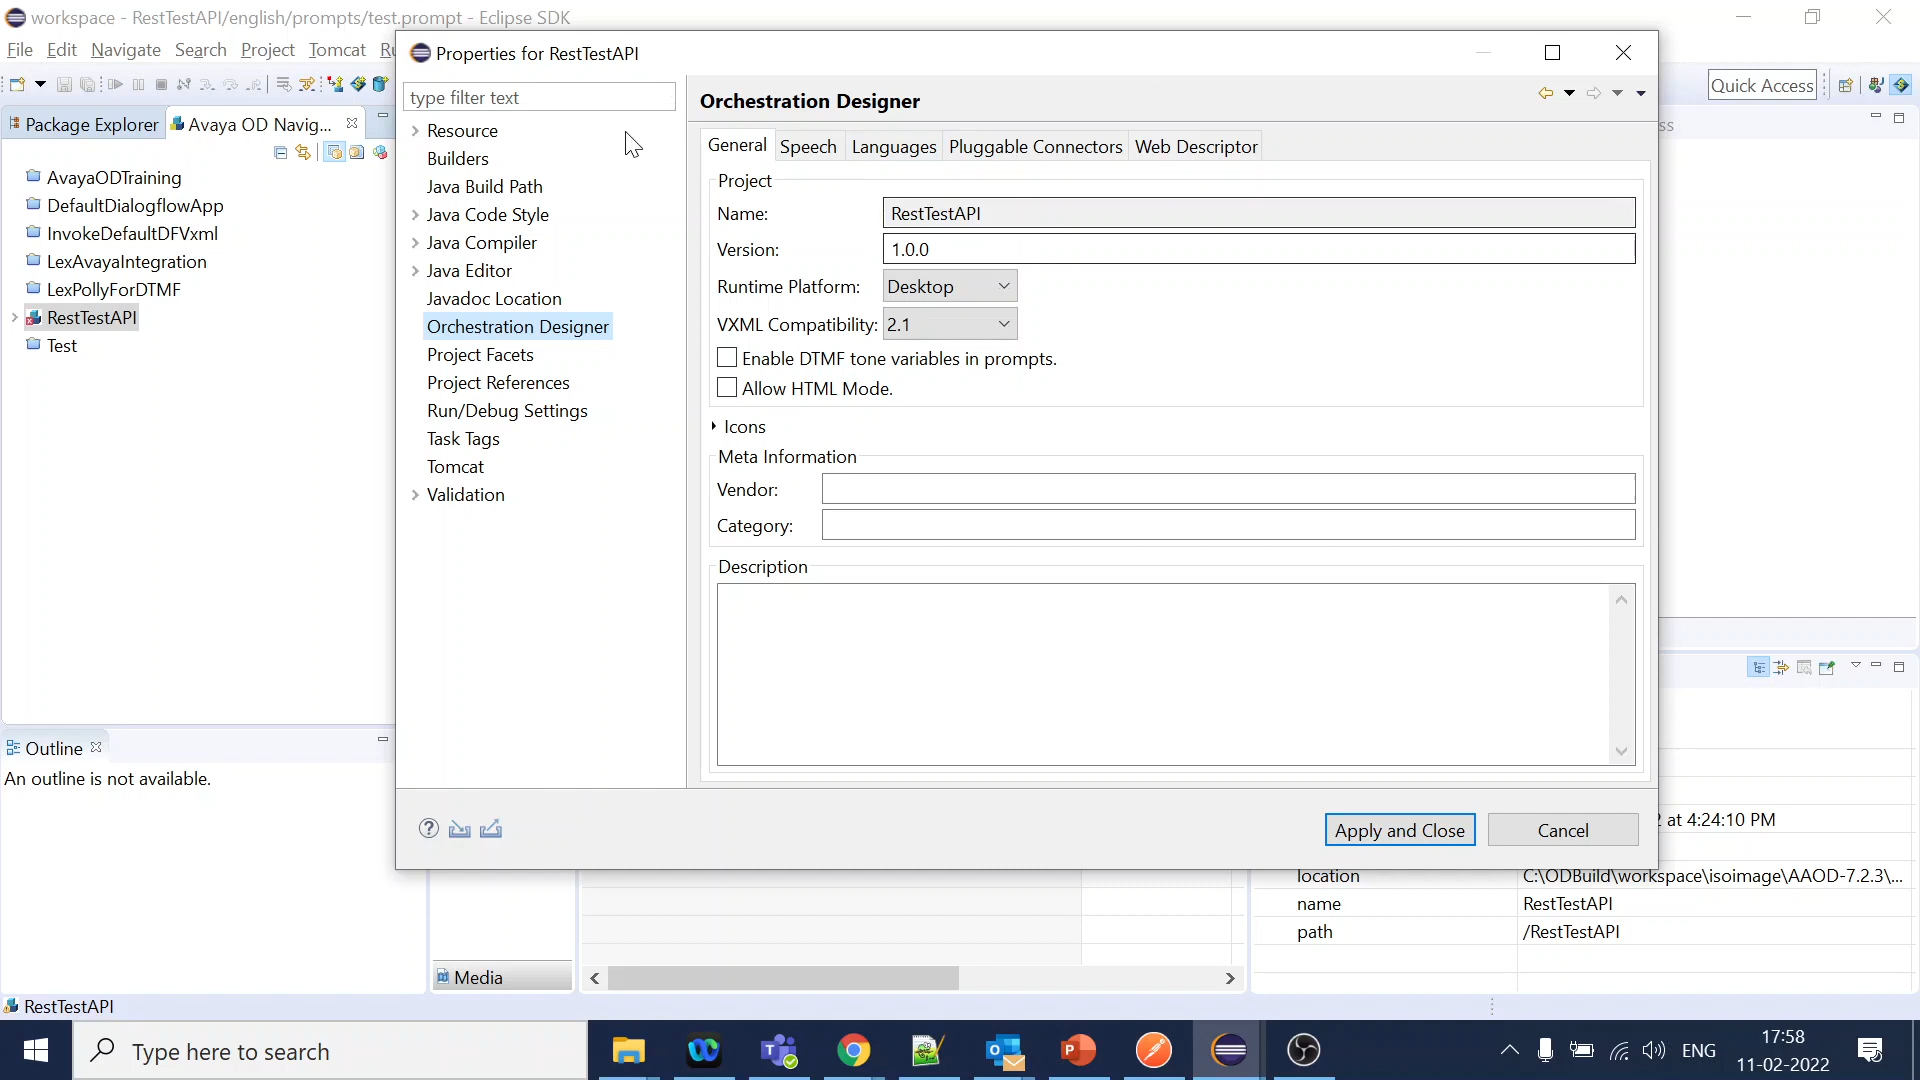 workspace - RestTestAPI/english/prompts/test.prompt - Eclipse SDK
File Edit Navigate Search Project Tomcat
Quick Access
Package Explorer
Avaya OD Navig...
AvayaODTraining
DefaultDialogflowApp
InvokeDefaultDFVxml
LexAvayaIntegration
LexPollyForDTMF
RestTestAPI
Test
Outline
An outline is not available.
Properties for RestTestAPI
type filter text
Resource
Builders
Java Build Path
Java Code Style
Java Compiler
Java Editor
Javadoc Location
Orchestration Designer
Project Facets
Project References
Run/Debug Settings
Task Tags
Tomcat
Validation
Orchestration Designer
General Speech Languages Pluggable Connectors Web Descriptor
Project
Name: RestTestAPI
Version: 1.0.0
Runtime Platform: Desktop
VXML Compatibility: 2.1
Enable DTMF tone variables in prompts.
Allow HTML Mode.
Icons
Meta Information
Vendor:
Category:
Description
Apply and Close
Cancel
at 4:24:10 PM
location C:\ODBuild\workspace\isoimage\AAOD-7.2.3\...
name RestTestAPI
path /RestTestAPI
Media
RestTestAPI
Type here to search
ENG
17:58
11-02-2022